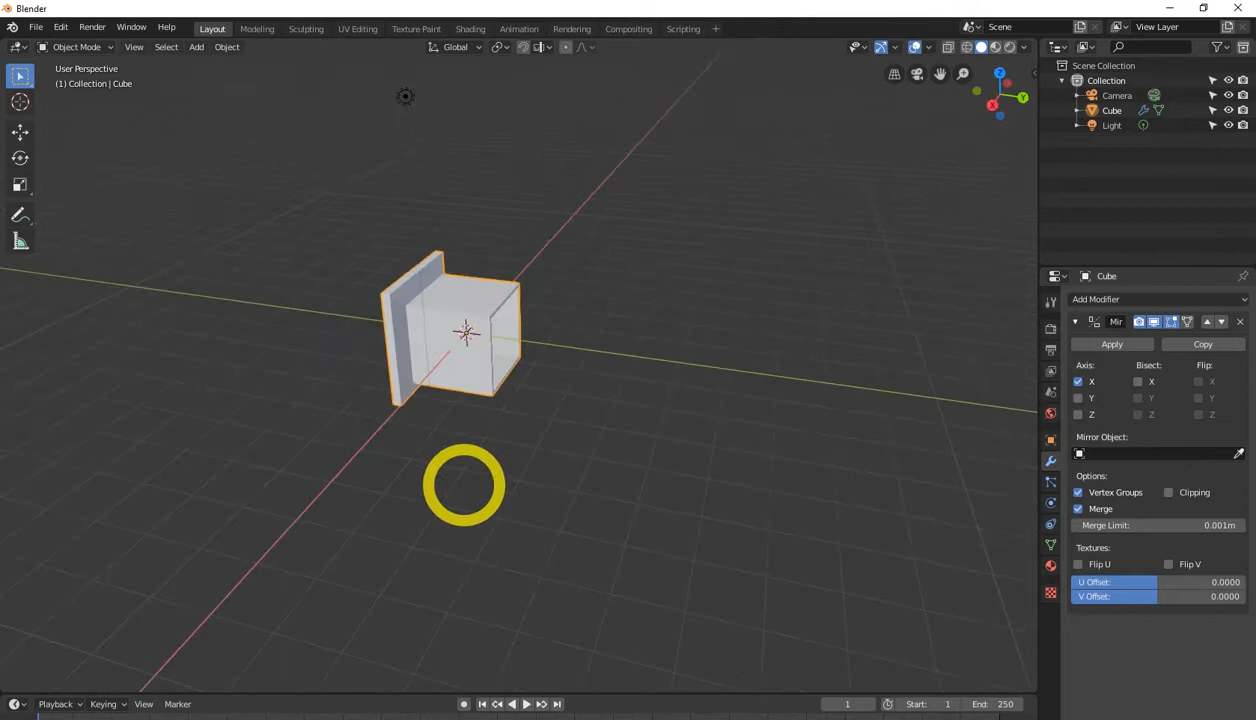 Blender
File Edit Render Window Help
Layout Modeling Sculpting UV Editing Texture Paint Shading Animation Rendering Compositing Scripting +
Scene
View Layer
Object Mode View Select Add Object
Global
User Perspective
(1) Collection | Cube
Z
Y
X
Scene Collection
Collection
Camera
Cube
Light
Cube
Add Modifier
Mir
Apply Copy
Axis: Bisect: Flip:
X X X
Y Y Y
Z Z Z
Mirror Object:
Options:
Vertex Groups Clipping
Merge
Merge Limit: 0.001m
Textures:
Flip U Flip V
U Offset: 0.0000
V Offset: 0.0000
Playback Keying View Marker
1 Start: 1 End: 250